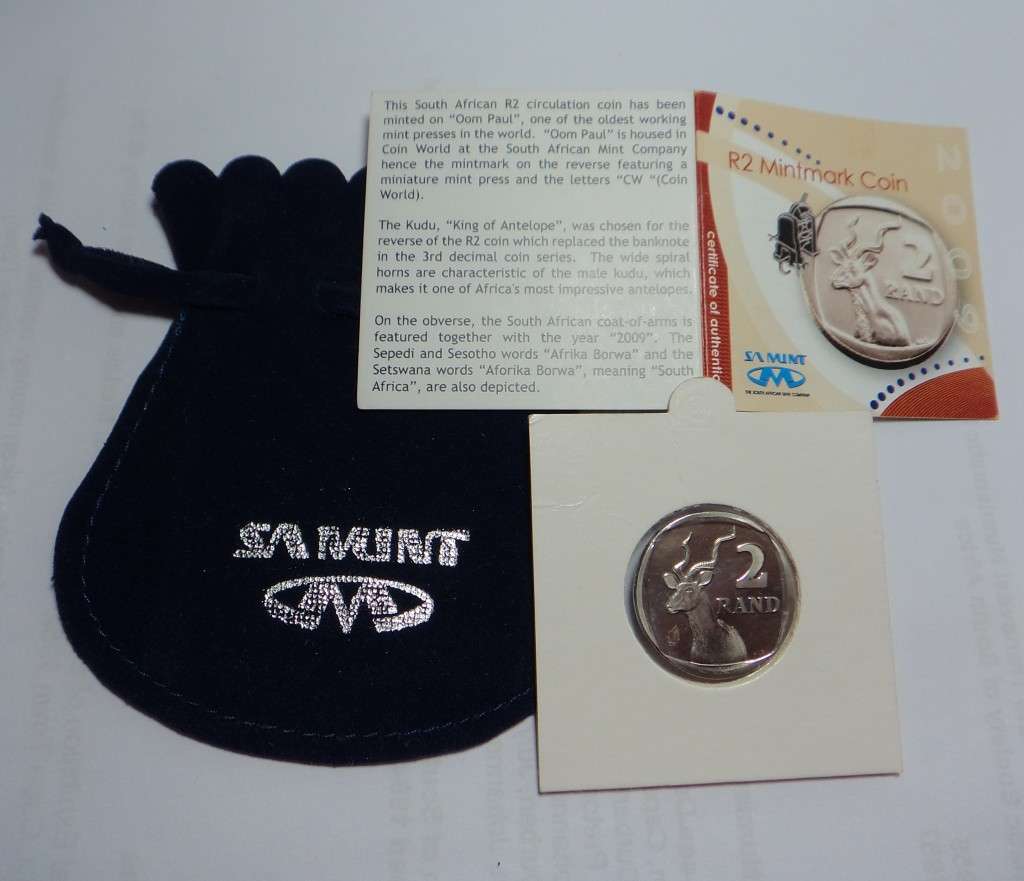 This South African R2 circulation coin has been
minted on “Oom Paul”, one of the oldest working
mint presses in the world. “Oom Paul” is housed in
Coin World at the South African Mint Company
hence the mintmark on the reverse featuring a
miniature mint press and the letters “CW “(Coin
World).
The Kudu, “King of Antelope”, was chosen for the
reverse of the R2 coin which replaced the banknote
in the 3rd decimal coin series. The wide spiral
horns are characteristic of the male kudu, which
makes it one of Africa's most impressive antelopes.
On the obverse, the South African coat-of-arms is
featured together with the year “2009”. The
Sepedi and Sesotho words “Afrika Borwa” and the
Setswana words “Aforika Borwa”, meaning “South
Africa”, are also depicted.
certificate of authentic
R2 Mintmark Coin
2009
2
RAND
SA MINT
THE SOUTH AFRICAN MINT COMPANY
SA MINT
2
RAND